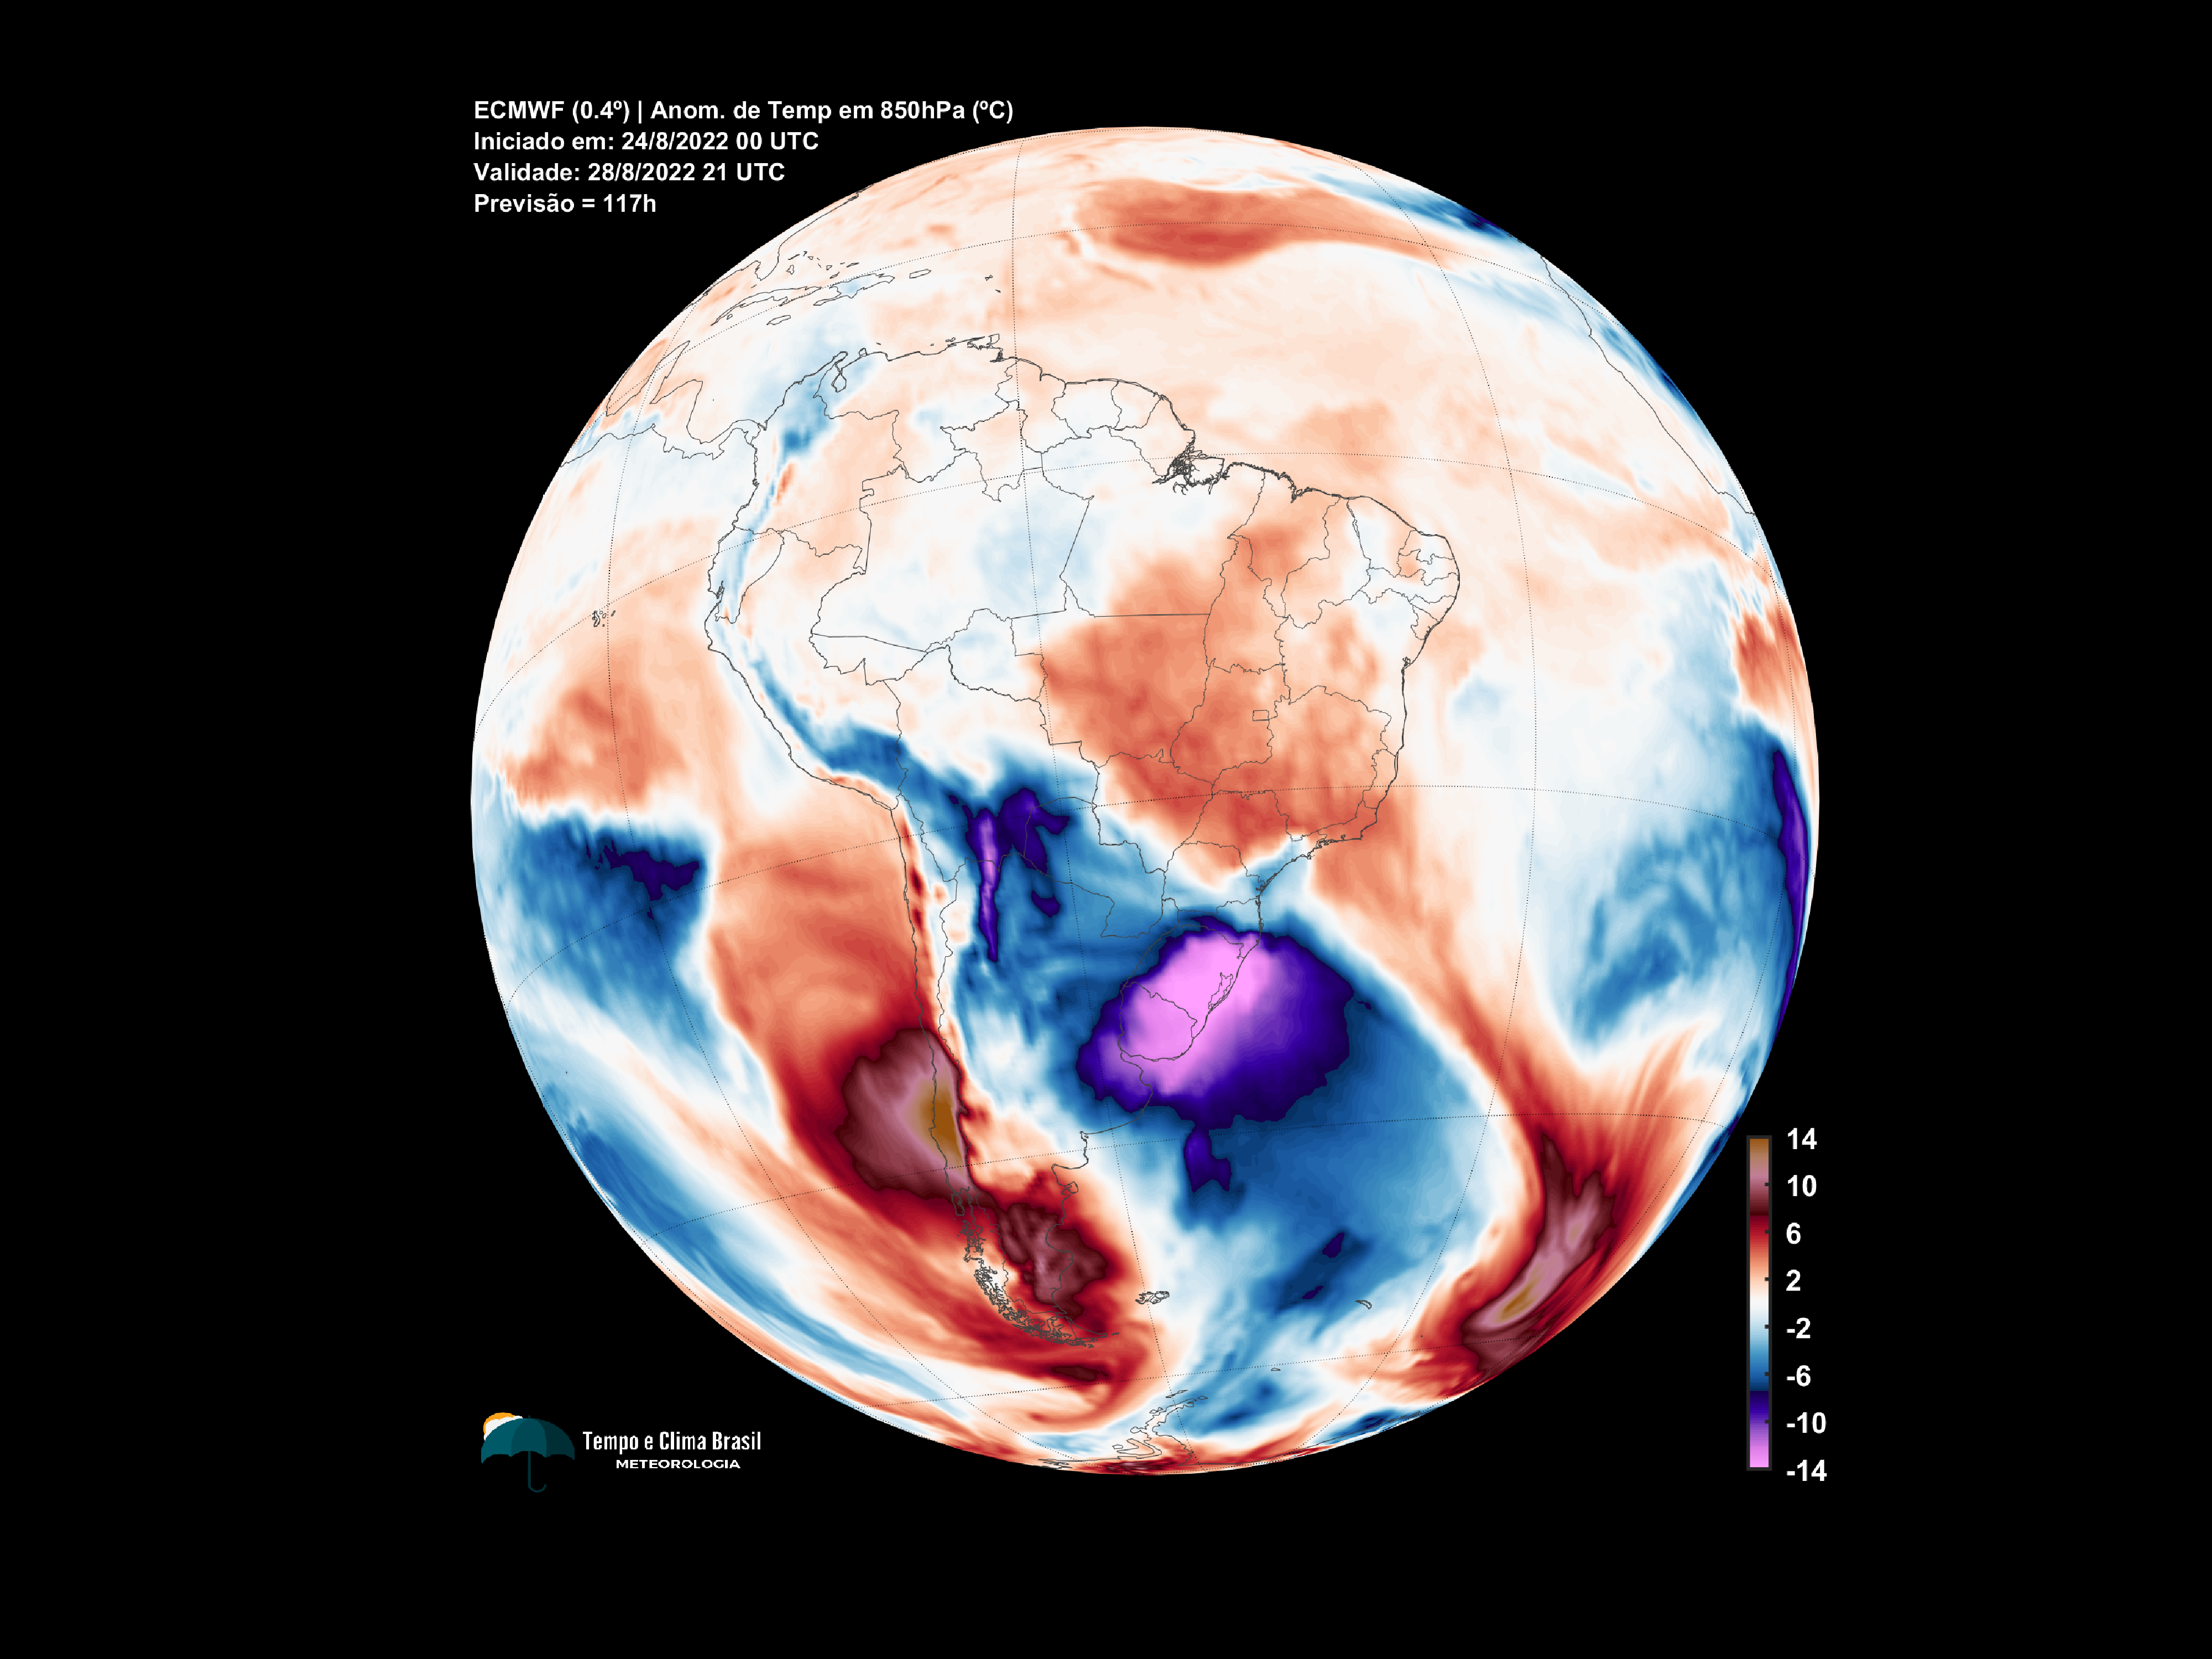 ECMWF (0.4º) | Anom. de Temp em 850hPa (ºC)
Iniciado em: 24/8/2022 00 UTC
Validade: 28/8/2022 21 UTC
Previsão = 117h
14
10
6
2
-2
-6
-10
-14
Tempo e Clima Brasil
METEOROLOGIA